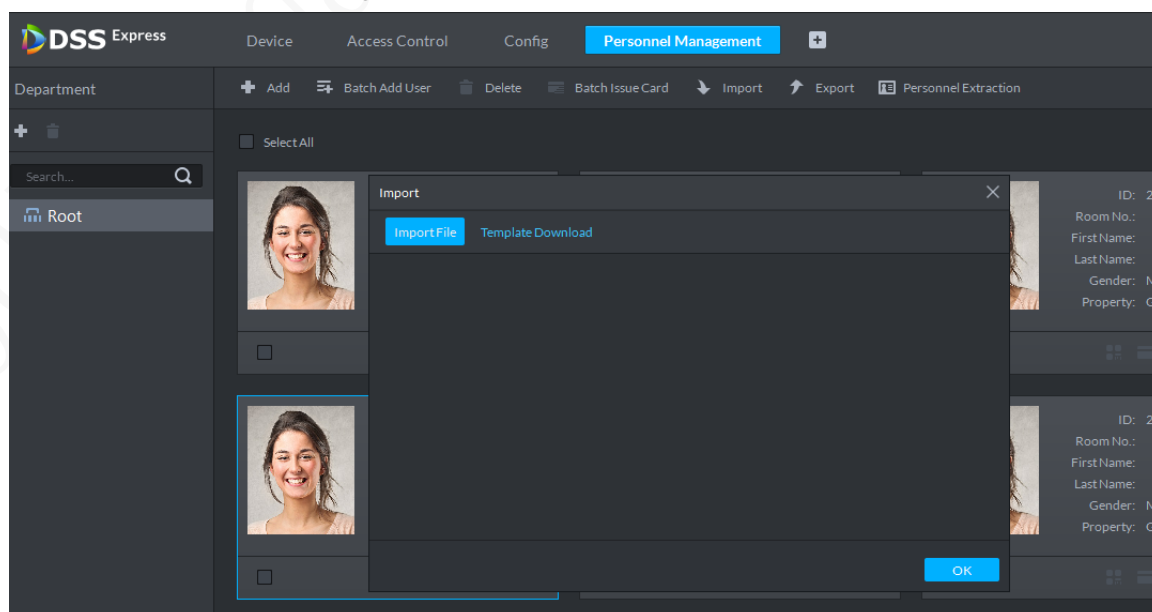 DSS Express
Device Access Control Config Personnel Management
Department
Add Batch Add User Delete Batch Issue Card Import Export Personnel Extraction
Select All
Search...
Root
Import
Import File Template Download
ID: 2
Room No.:
First Name:
Last Name:
Gender:
Property:
ID: 2
Room No.:
First Name:
Last Name:
Gender:
Property:
OK